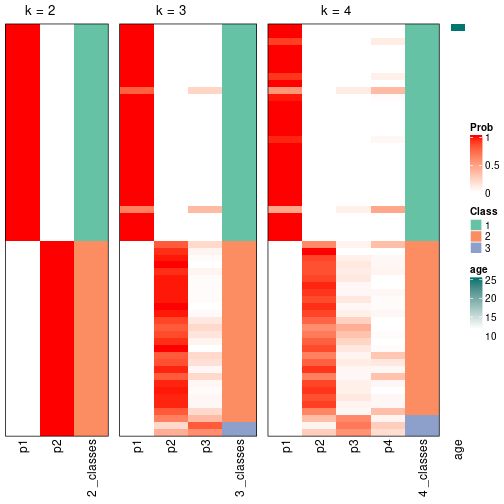 k = 2
k = 3
k = 4
Prob
1
0.5
0
Class
1
2
3
age
25
20
15
10
p1
p2
2_classes
p1
p2
p3
3_classes
p1
p2
p3
p4
4_classes
age